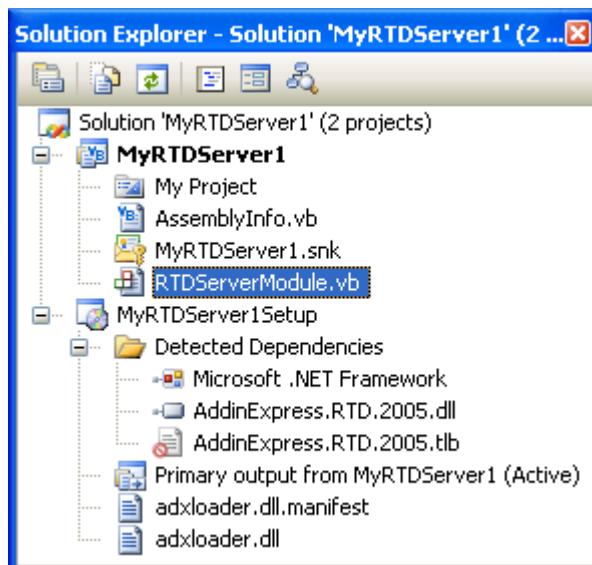 Solution Explorer - Solution 'MyRTDServer1' (2 ...
Solution 'MyRTDServer1' (2 projects)
MyRTDServer1
My Project
AssemblyInfo.vb
MyRTDServer1.snk
RTDServerModule.vb
MyRTDServer1Setup
Detected Dependencies
Microsoft .NET Framework
AddinExpress.RTD.2005.dll
AddinExpress.RTD.2005.tlb
Primary output from MyRTDServer1 (Active)
adxloader.dll.manifest
adxloader.dll